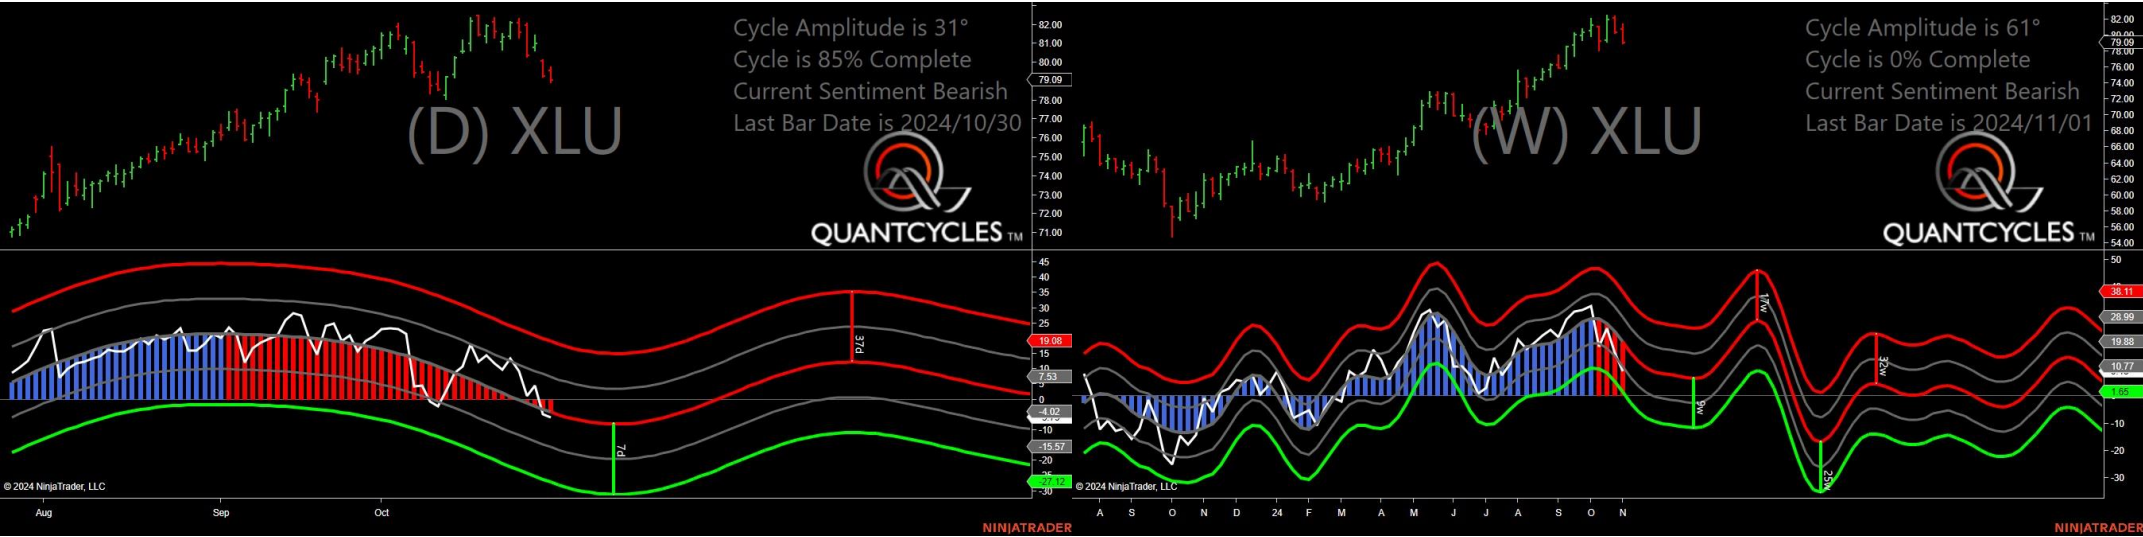 Cycle Amplitude is 31°
Cycle is 85% Complete
Current Sentiment Bearish
Last Bar Date is 2024/10/30
(D) XLU
QUANTCYCLES TM
82.00
81.00
79.09
78.00
77.00
76.00
75.00
74.00
73.00
72.00
71.00
45
40
35
30
25
19.08
15
10
7.53
5
0
-4.02
-10
-15.57
-20
-27.12
-30
37d
7d
© 2024 NinjaTrader, LLC
Aug
Sep
Oct
NINJATRADER
Cycle Amplitude is 61°
Cycle is 0% Complete
Current Sentiment Bearish
Last Bar Date is 2024/11/01
(W) XLU
QUANTCYCLES TM
82.00
80.00
79.09
78.00
76.00
74.00
72.00
70.00
68.00
66.00
64.00
62.00
60.00
58.00
56.00
54.00
50
38.11
28.99
19.88
10.77
1.65
-10
-20
-30
17w
32w
9w
25w
© 2024 NinjaTrader, LLC
A S O N D 24 F M A M J J A S O N
NINJATRADER